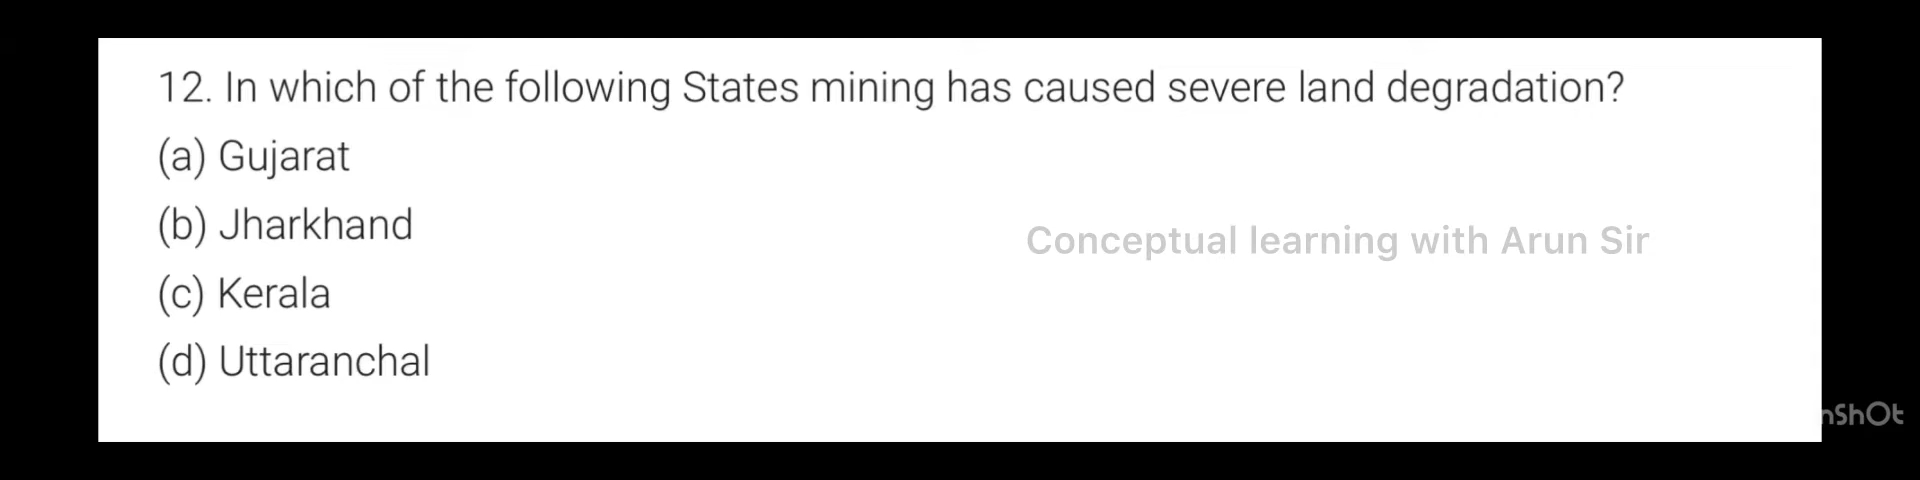 12. In which of the following States mining has caused severe land degradation?
(a) Gujarat
(b) Jharkhand
Conceptual learning with Arun Sir
(c) Kerala
(d) Uttaranchal
nShOt